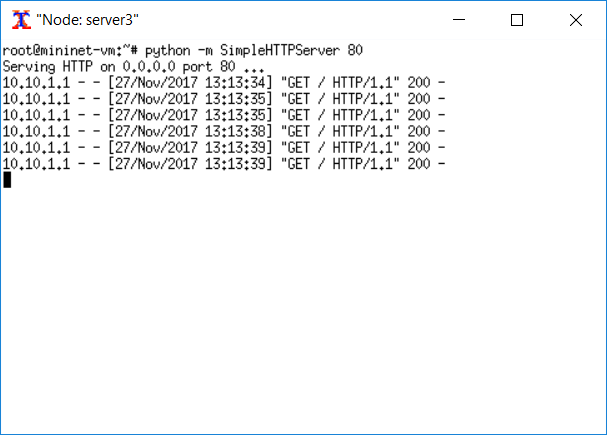 "Node: server3"
root@mininet-vm:~# python -m SimpleHTTPServer 80
Serving HTTP on 0.0.0.0 port 80 ...
10.10.1.1 - - [27/Nov/2017 13:13:34] "GET / HTTP/1.1" 200 -
10.10.1.1 - - [27/Nov/2017 13:13:35] "GET / HTTP/1.1" 200 -
10.10.1.1 - - [27/Nov/2017 13:13:35] "GET / HTTP/1.1" 200 -
10.10.1.1 - - [27/Nov/2017 13:13:38] "GET / HTTP/1.1" 200 -
10.10.1.1 - - [27/Nov/2017 13:13:39] "GET / HTTP/1.1" 200 -
10.10.1.1 - - [27/Nov/2017 13:13:39] "GET / HTTP/1.1" 200 -